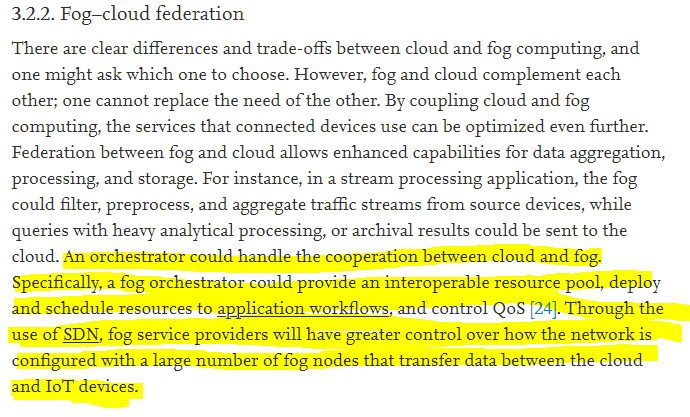 3.2.2. Fog–cloud federation
There are clear differences and trade-offs between cloud and fog computing, and
one might ask which one to choose. However, fog and cloud complement each
other; one cannot replace the need of the other. By coupling cloud and fog
computing, the services that connected devices use can be optimized even further.
Federation between fog and cloud allows enhanced capabilities for data aggregation,
processing, and storage. For instance, in a stream processing application, the fog
could filter, preprocess, and aggregate traffic streams from source devices, while
queries with heavy analytical processing, or archival results could be sent to the
cloud. An orchestrator could handle the cooperation between cloud and fog.
Specifically, a fog orchestrator could provide an interoperable resource pool, deploy
and schedule resources to application workflows, and control QoS [24]. Through the
use of SDN, fog service providers will have greater control over how the network is
configured with a large number of fog nodes that transfer data between the cloud
and IoT devices.